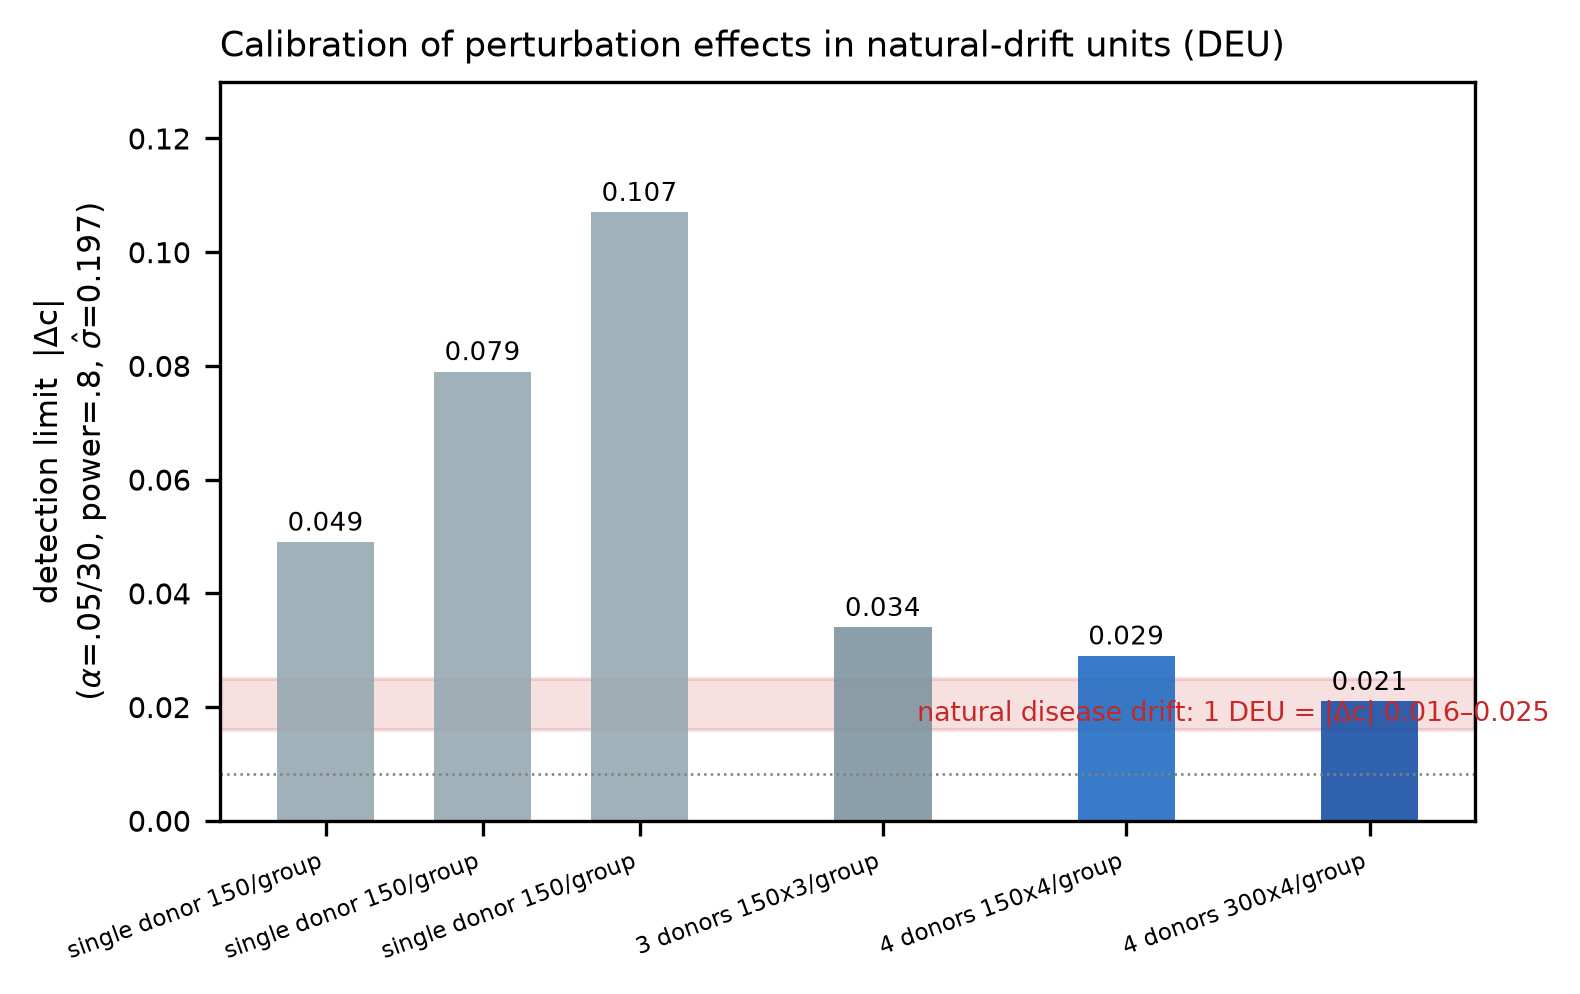 Calibration of perturbation effects in natural-drift units (DEU)
detection limit |Δc|
(α=.05/30, power=.8, σ̂=0.197)
0.12
0.10
0.08
0.06
0.04
0.02
0.00
0.049
0.079
0.107
0.034
0.029
0.021
natural disease drift: 1 DEU = |Δc| 0.016–0.025
single donor 150/group
single donor 150/group
single donor 150/group
3 donors 150x3/group
4 donors 150x4/group
4 donors 300x4/group